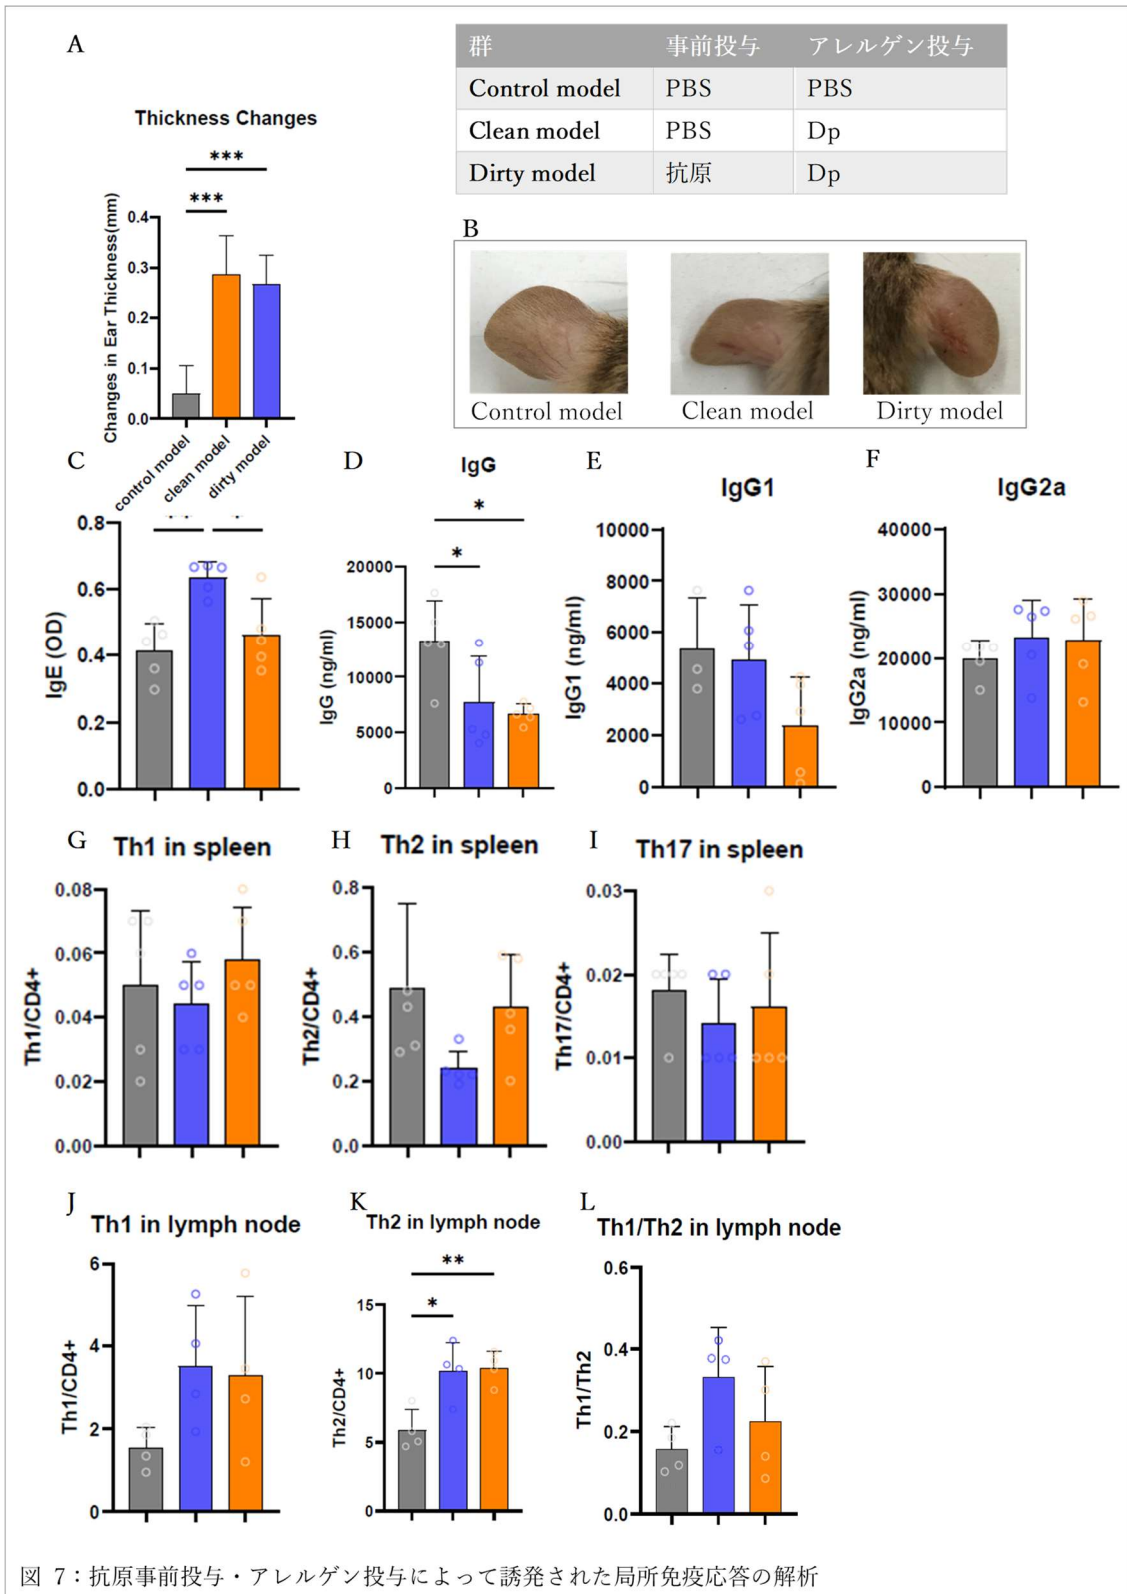 A
群 事前投与 アレルゲン投与
Control model PBS PBS
Clean model PBS Dp
Dirty model 抗原 Dp
Thickness Changes
***
***
Changes in Ear Thickness(mm)
0.4
0.3
0.2
0.1
0.0
control model
clean model
dirty model
B
Control model Clean model Dirty model
C
IgE (OD)
0.8
0.6
0.4
0.2
0.0
D
IgG
*
*
IgG (ng/ml)
20000
15000
10000
5000
0
E
IgG1
IgG1 (ng/ml)
10000
8000
6000
4000
2000
0
F
IgG2a
IgG2a (ng/ml)
40000
30000
20000
10000
0
G
Th1 in spleen
Th1/CD4+
0.08
0.06
0.04
0.02
0.00
H
Th2 in spleen
Th2/CD4+
0.8
0.6
0.4
0.2
0.0
I
Th17 in spleen
Th17/CD4+
0.03
0.02
0.01
0.00
J
Th1 in lymph node
Th1/CD4+
6
4
2
0
K
Th2 in lymph node
**
*
Th2/CD4+
15
10
5
0
L
Th1/Th2 in lymph node
Th1/Th2
0.6
0.4
0.2
0.0
図 7：抗原事前投与・アレルゲン投与によって誘発された局所免疫応答の解析